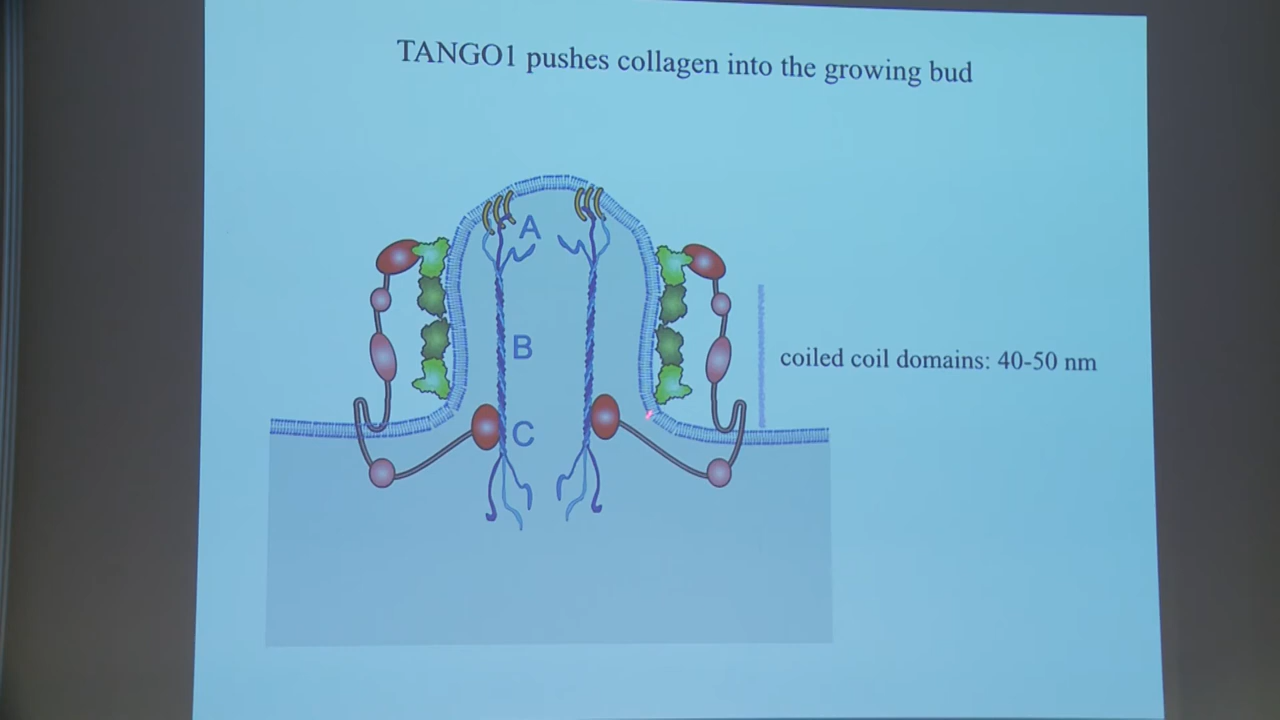 TANGO1 pushes collagen into the growing bud
A
B
coiled coil domains: 40-50 nm
C